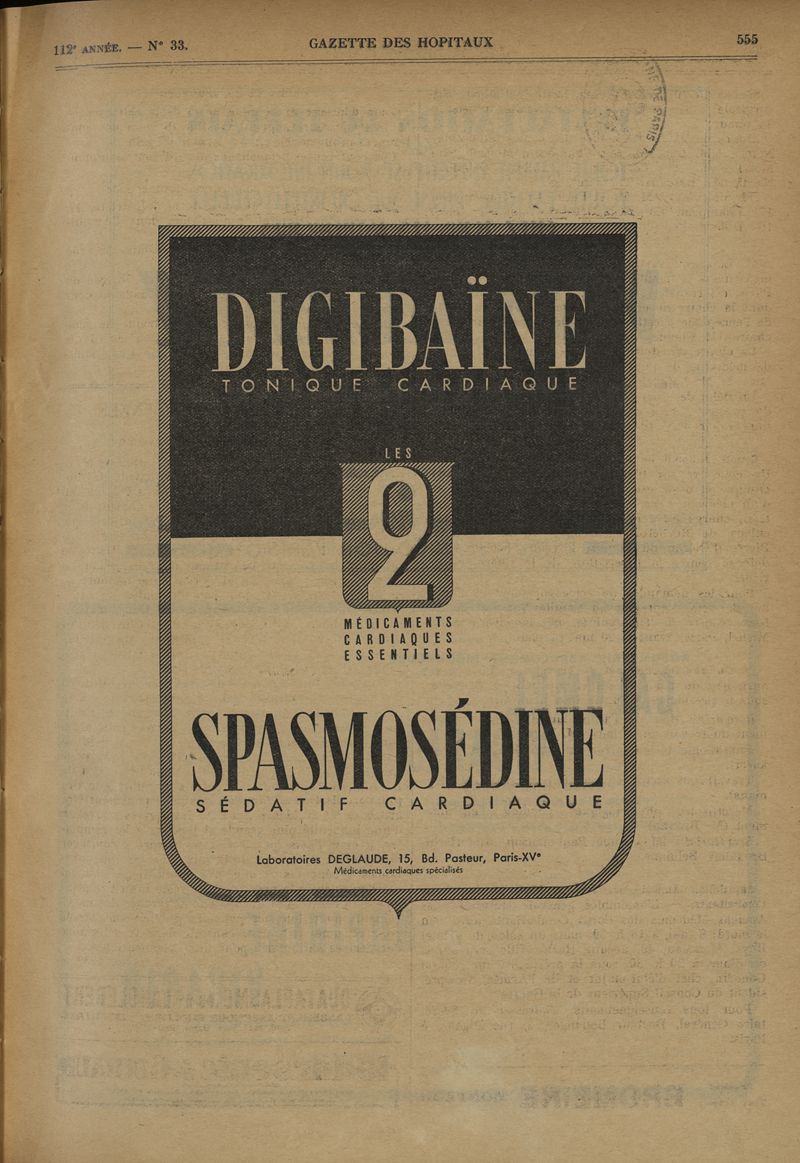 112e ANNÉE. — N° 33.
GAZETTE DES HOPITAUX
555
DIGIBAÏNE
TONIQUE CARDIAQUE
LES
2
MÉDICAMENTS
CARDIAQUES
ESSENTIELS
SPASMOSÉDINE
SÉDATIF CARDIAQUE
Laboratoires DEGLAUDE, 15, Bd. Pasteur, Paris-XVe
Médicaments cardiaques spécialisés